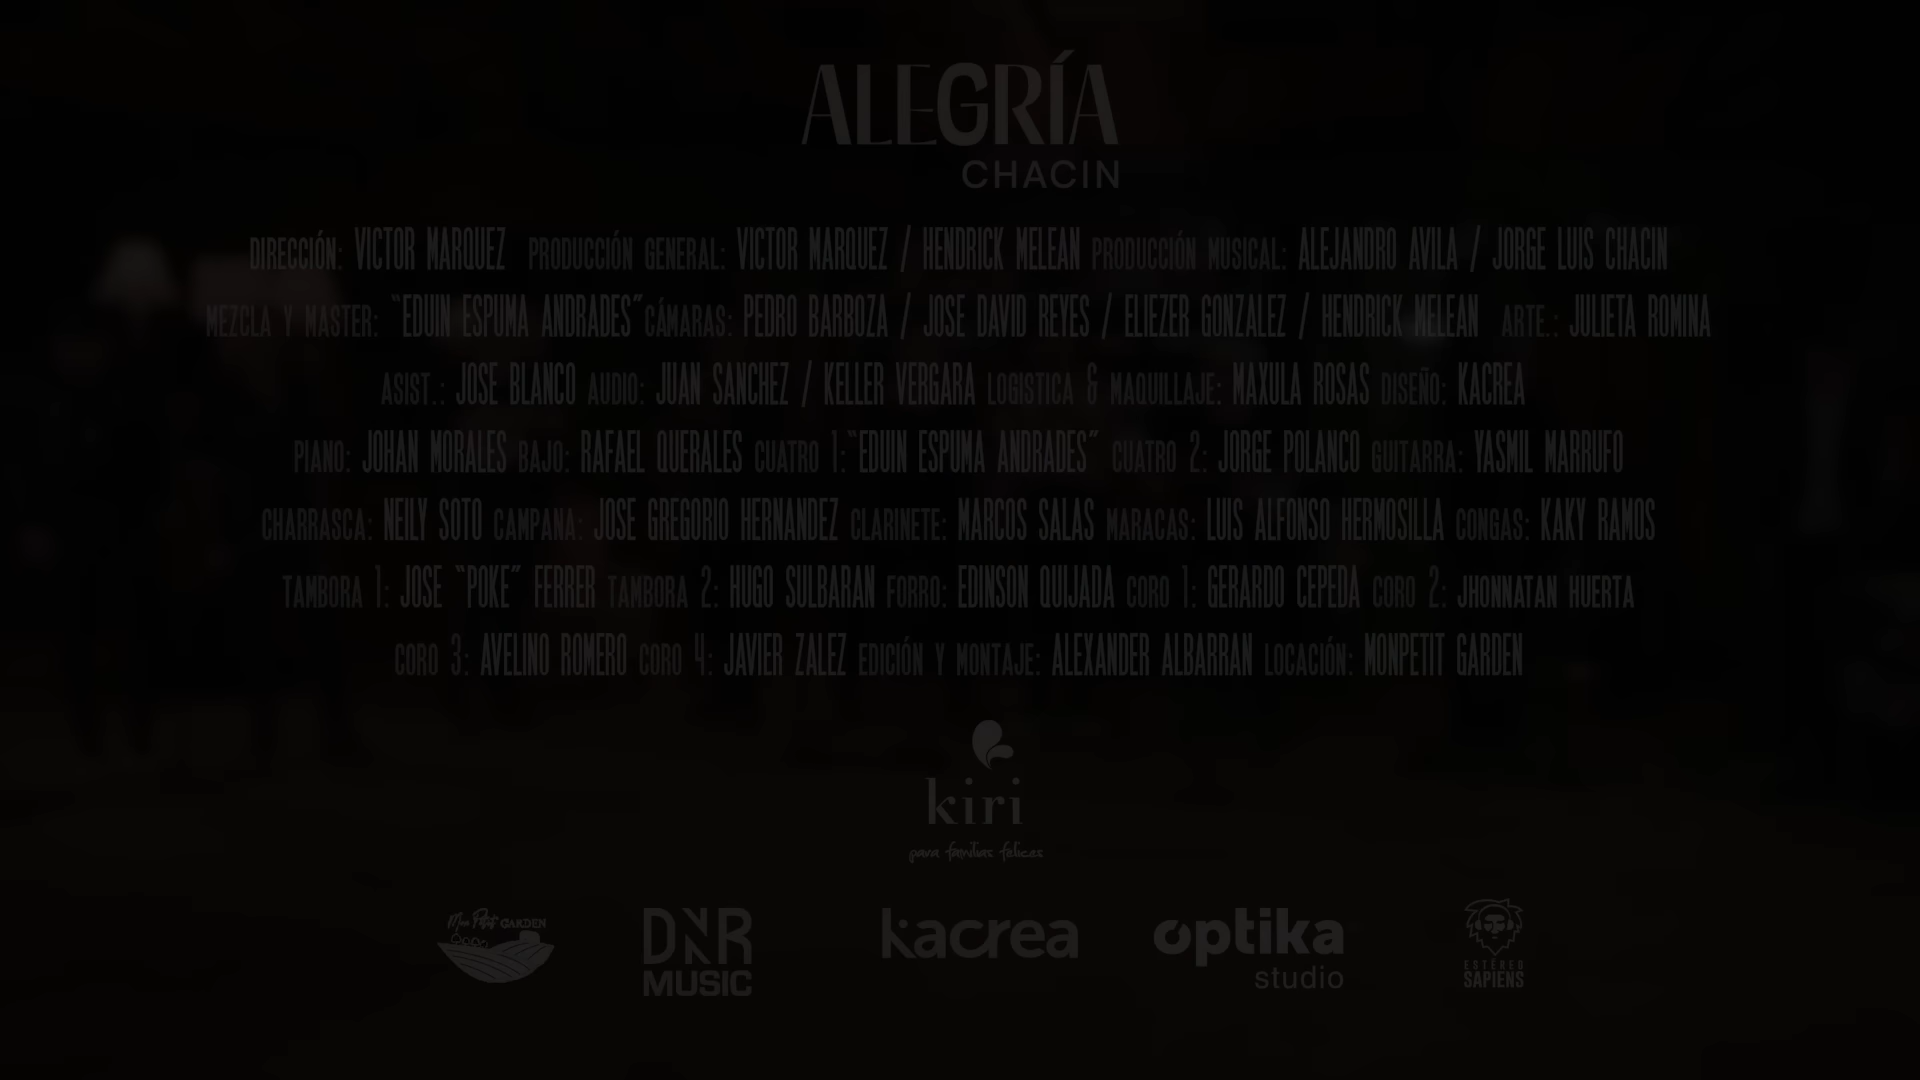 ALEGRÍA
CHACIN
DIRECCIÓN: VICTOR MARQUEZ PRODUCCIÓN GENERAL: VICTOR MARQUEZ / HENDRICK MELEAN PRODUCCIÓN MUSICAL: ALEJANDRO AVILA / JORGE LUIS CHACIN
MEZCLA Y MASTER: "EDUIN ESPUMA ANDRADES" CÁMARAS: PEDRO BARBOZA / JOSE DAVID REYES / ELIEZER GONZALEZ / HENDRICK MELEAN ARTE.: JULIETA ROMINA
ASIST.: JOSE BLANCO AUDIO: JUAN SANCHEZ / KELLER VERGARA LOGISTICA & MAQUILLAJE: MAXULA ROSAS DISEÑO: KACREA
PIANO: JOHAN MORALES BAJO: RAFAEL QUERALES CUATRO 1: "EDUIN ESPUMA ANDRADES" CUATRO 2: JORGE POLANCO GUITARRA: YASMIL MARRUFO
CHARRASCA: NEILY SOTO CAMPANA: JOSE GREGORIO HERNANDEZ CLARINETE: MARCOS SALAS MARACAS: LUIS ALFONSO HERMOSILLA CONGAS: KAKY RAMOS
TAMBORA 1: JOSE "POKE" FERRER TAMBORA 2: HUGO SULBARAN FORRO: EDINSON QUIJADA CORO 1: GERARDO CEPEDA CORO 2: JHONNATAN HUERTA
CORO 3: AVELINO ROMERO CORO 4: JAVIER ZALEZ EDICIÓN Y MONTAJE: ALEXANDER ALBARRAN LOCACIÓN: MONPETIT GARDEN
kiri
para familias felices
Mon Petit GARDEN
DNR
MUSIC
kacrea
optika
studio
ESTÉREO
SAPIENS